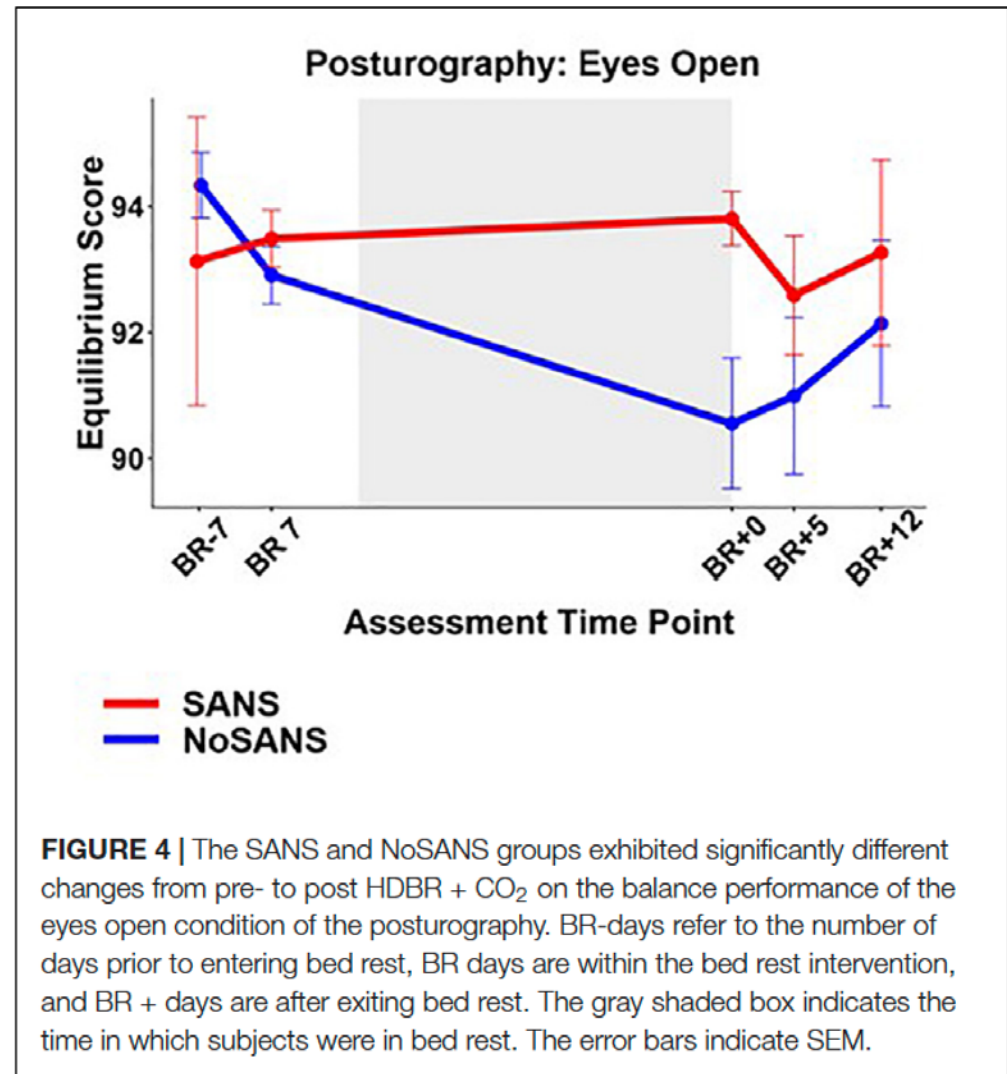 Posturography: Eyes Open
Equilibrium Score
94
92
90
BR-7
BR 7
BR+0
BR+5
BR+12
Assessment Time Point
SANS
NoSANS
FIGURE 4 | The SANS and NoSANS groups exhibited significantly different
changes from pre- to post HDBR + CO₂ on the balance performance of the
eyes open condition of the posturography. BR-days refer to the number of
days prior to entering bed rest, BR days are within the bed rest intervention,
and BR + days are after exiting bed rest. The gray shaded box indicates the
time in which subjects were in bed rest. The error bars indicate SEM.